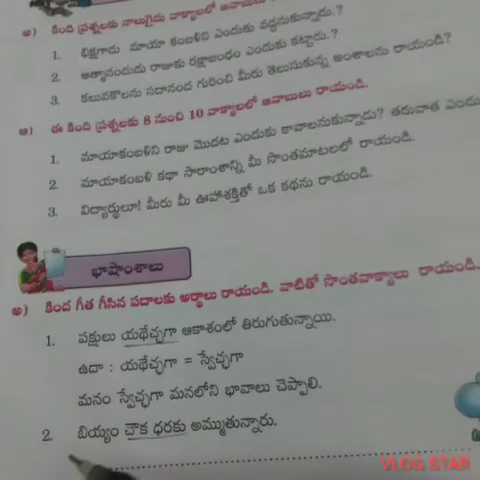 అ) కింది ప్రశ్నలకు నాలుగైదు వాక్యాలలో జవాబులు
1. భిక్షగాడు మాయా కంబళిని ఎందుకు వద్దనుకున్నాడు.?
2. ఆత్మానందుడు రాజుకు రక్షాబంధం ఎందుకు కట్టాడు.?
3. కలువకొలను సదానంద గురించి మీరు తెలుసుకున్న అంశాలను రాయండి?
ఆ) ఈ కింది ప్రశ్నలకు 8 నుంచి 10 వాక్యాలలో జవాబులు రాయండి.
1. మాయాకంబళిని రాజు మొదట ఎందుకు కావాలనుకున్నాడు? తరువాత ఎందు
2. మాయాకంబళి కథా సారాంశాన్ని మీ సొంతమాటలలో రాయండి.
3. విద్యార్థులూ! మీరు మీ ఊహాశక్తితో ఒక కథను రాయండి.
భాషాంశాలు
అ) కింద గీత గీసిన పదాలకు అర్థాలు రాయండి. వాటితో సొంతవాక్యాలు రాయండి.
1. పక్షులు యథేచ్ఛగా ఆకాశంలో తిరుగుతున్నాయి.
ఉదా : యథేచ్ఛగా = స్వేచ్ఛగా
మనం స్వేచ్ఛగా మనలోని భావాలు చెప్పాలి.
2. బియ్యం చౌక ధరకు అమ్ముతున్నారు.
VLOG STAR